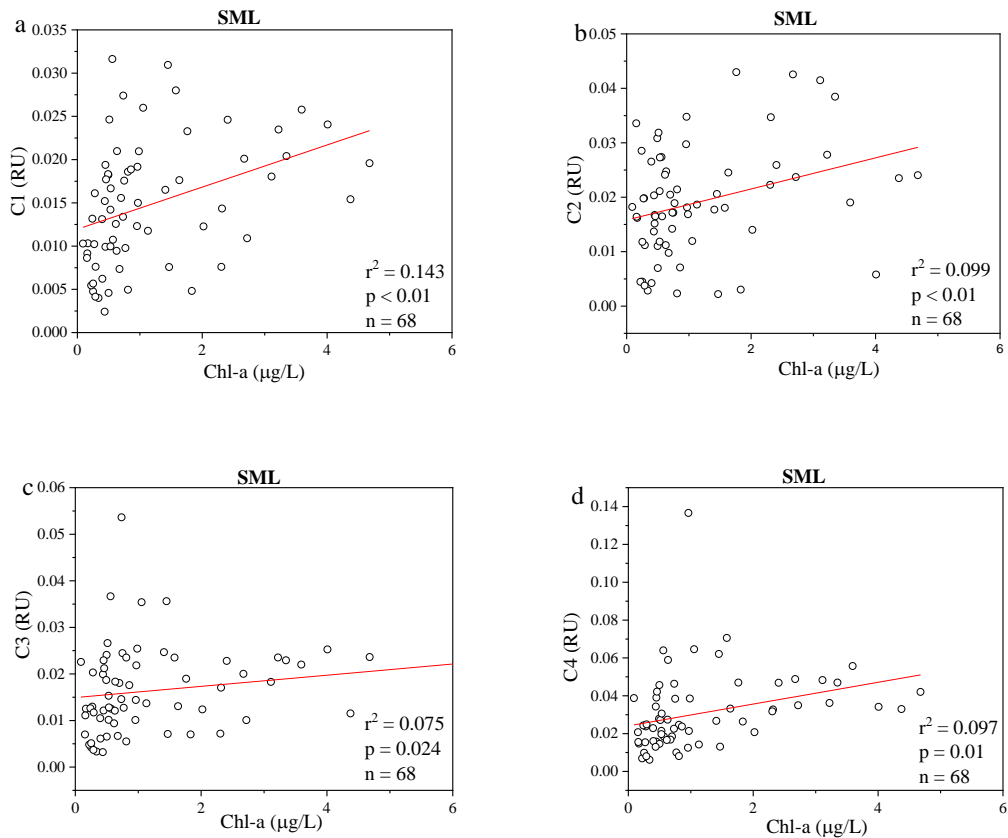 a
SML
0.035
0.030
0.025
0.020
0.015
0.010
0.005
0.000
C1 (RU)
r² = 0.143
p < 0.01
n = 68
0 2 4 6
Chl-a (μg/L)
b
SML
0.05
0.04
0.03
0.02
0.01
0.00
C2 (RU)
r² = 0.099
p < 0.01
n = 68
0 2 4 6
Chl-a (μg/L)
c
SML
0.06
0.05
0.04
0.03
0.02
0.01
0.00
C3 (RU)
r² = 0.075
p = 0.024
n = 68
0 2 4 6
Chl-a (μg/L)
d
SML
0.14
0.12
0.10
0.08
0.06
0.04
0.02
0.00
C4 (RU)
r² = 0.097
p = 0.01
n = 68
0 2 4 6
Chl-a (μg/L)